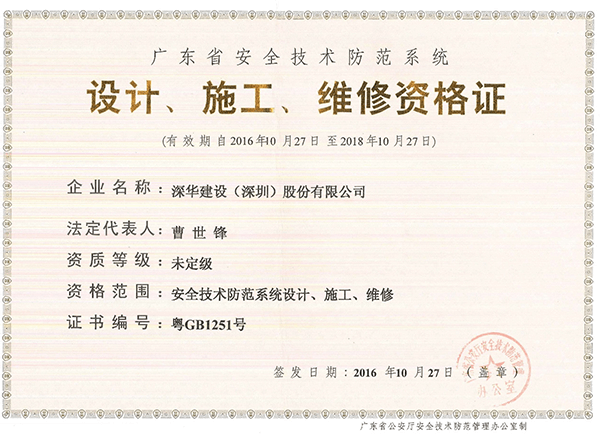 广东省安全技术防范系统
设计、施工、维修资格证
(有效期自2016年10月27日至2018年10月27日)
企业名称：深华建设（深圳）股份有限公司
法定代表人：曹世锋
资质等级：未定级
资格范围：安全技术防范系统设计、施工、维修
证书编号：粤GB1251号
签发日期：2016年10月27日（盖章）
广东省公安厅安全技术防范管理办公室制